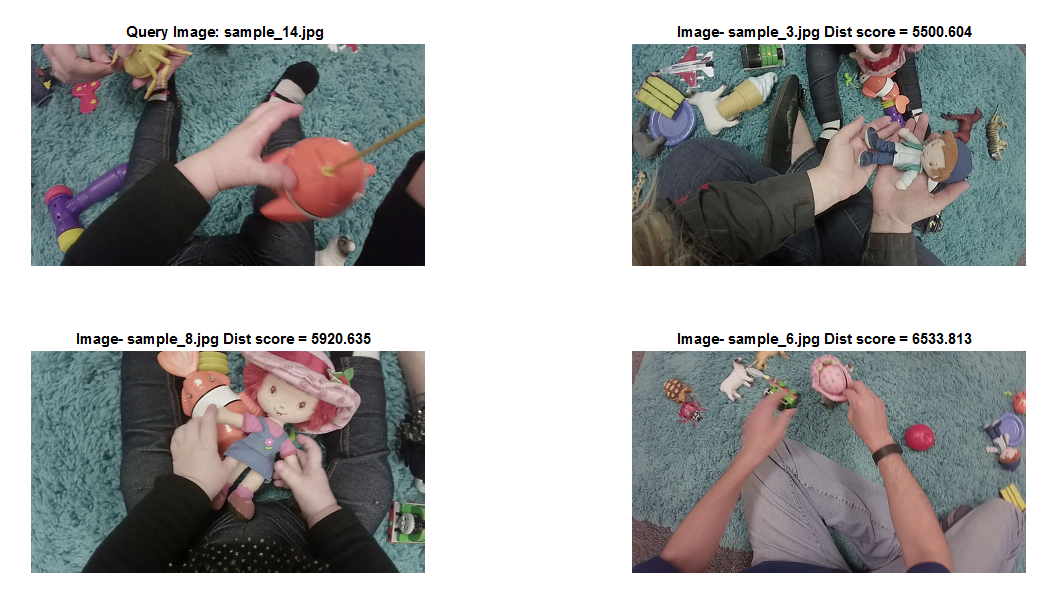 Query Image: sample_14.jpg
Image- sample_3.jpg Dist score = 5500.604
Image- sample_8.jpg Dist score = 5920.635
Image- sample_6.jpg Dist score = 6533.813